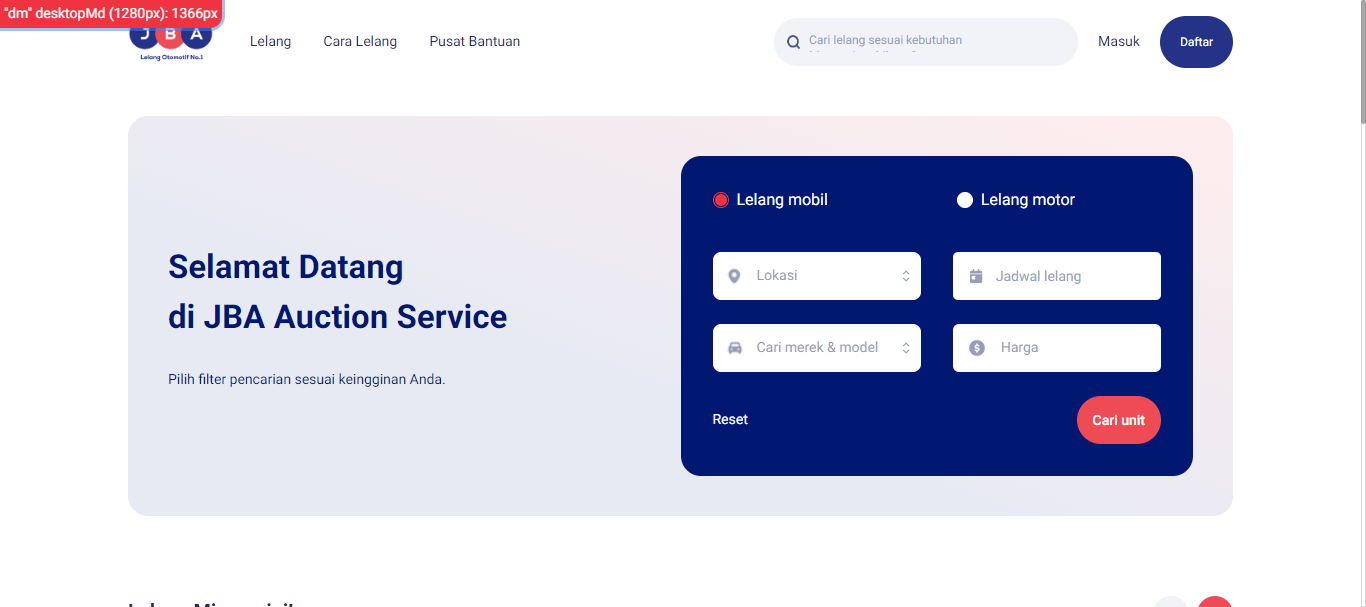 "dm" desktopMd (1280px): 1366px
J B A
Lelang Otomotif No.1
Lelang
Cara Lelang
Pusat Bantuan
Cari lelang sesuai kebutuhan
Masuk
Daftar
Selamat Datang
di JBA Auction Service
Pilih filter pencarian sesuai keingginan Anda.
Lelang mobil
Lelang motor
Lokasi
Jadwal lelang
Cari merek & model
Harga
Reset
Cari unit